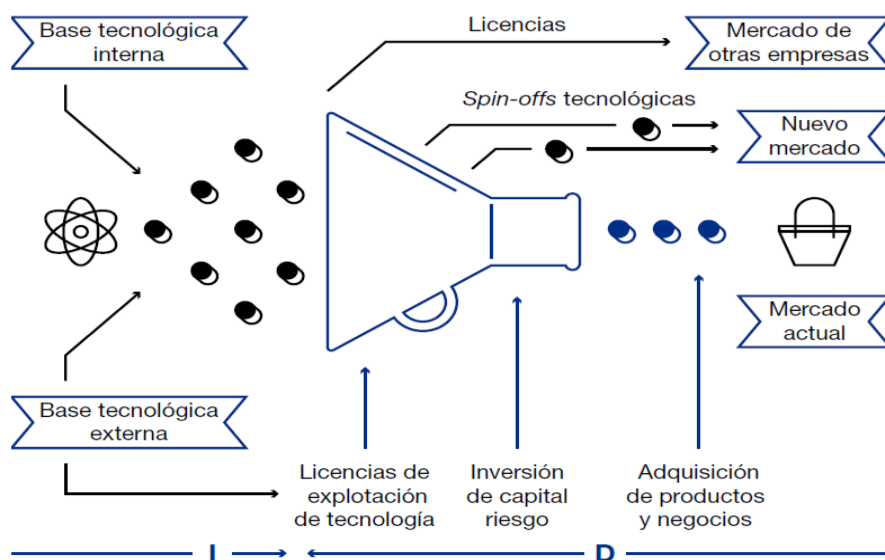 Base tecnológica
interna
Licencias
Mercado de
otras empresas
Spin-offs tecnológicas
Nuevo
mercado
Mercado
actual
Base tecnológica
externa
Licencias de
explotación
de tecnología
Inversión
de capital
riesgo
Adquisición
de productos
y negocios
I
D